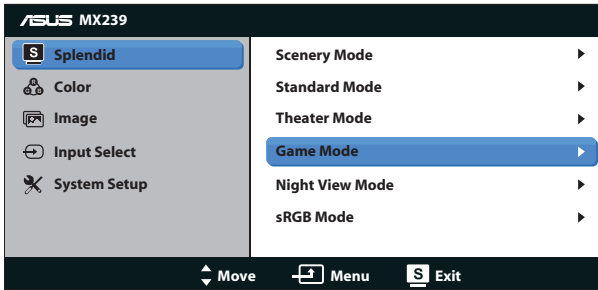 ASUS MX239
S Splendid
Color
Image
Input Select
System Setup
Scenery Mode
Standard Mode
Theater Mode
Game Mode
Night View Mode
sRGB Mode
Move Menu S Exit